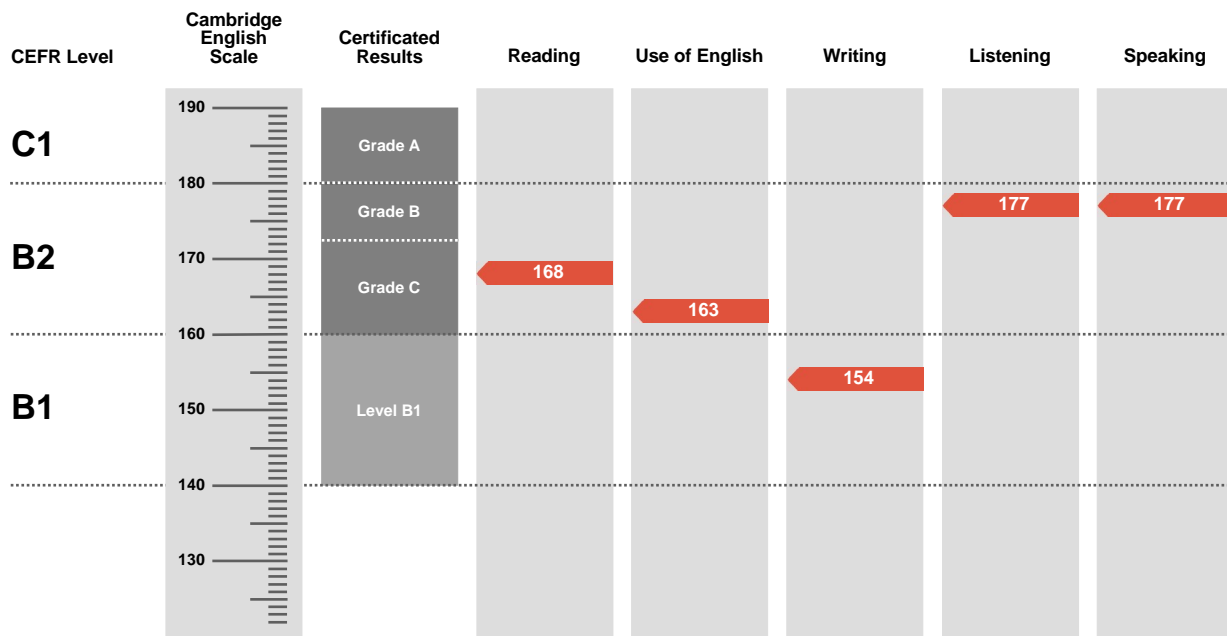 CEFR Level
Cambridge
English
Scale
Certificated
Results
Reading
Use of English
Writing
Listening
Speaking
190
C1
Grade A
180
Grade B
177
177
B2
170
168
Grade C
163
160
154
B1
150
Level B1
140
130